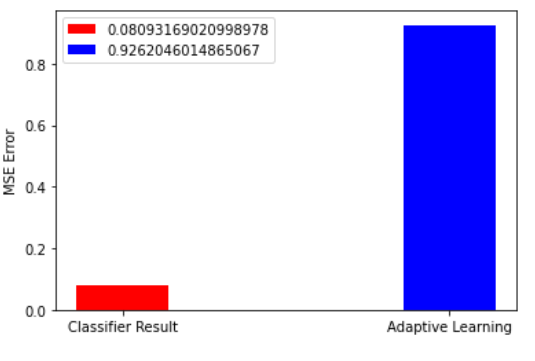 0.08093169020998978
0.9262046014865067
MSE Error
0.8
0.6
0.4
0.2
0.0
Classifier Result
Adaptive Learning